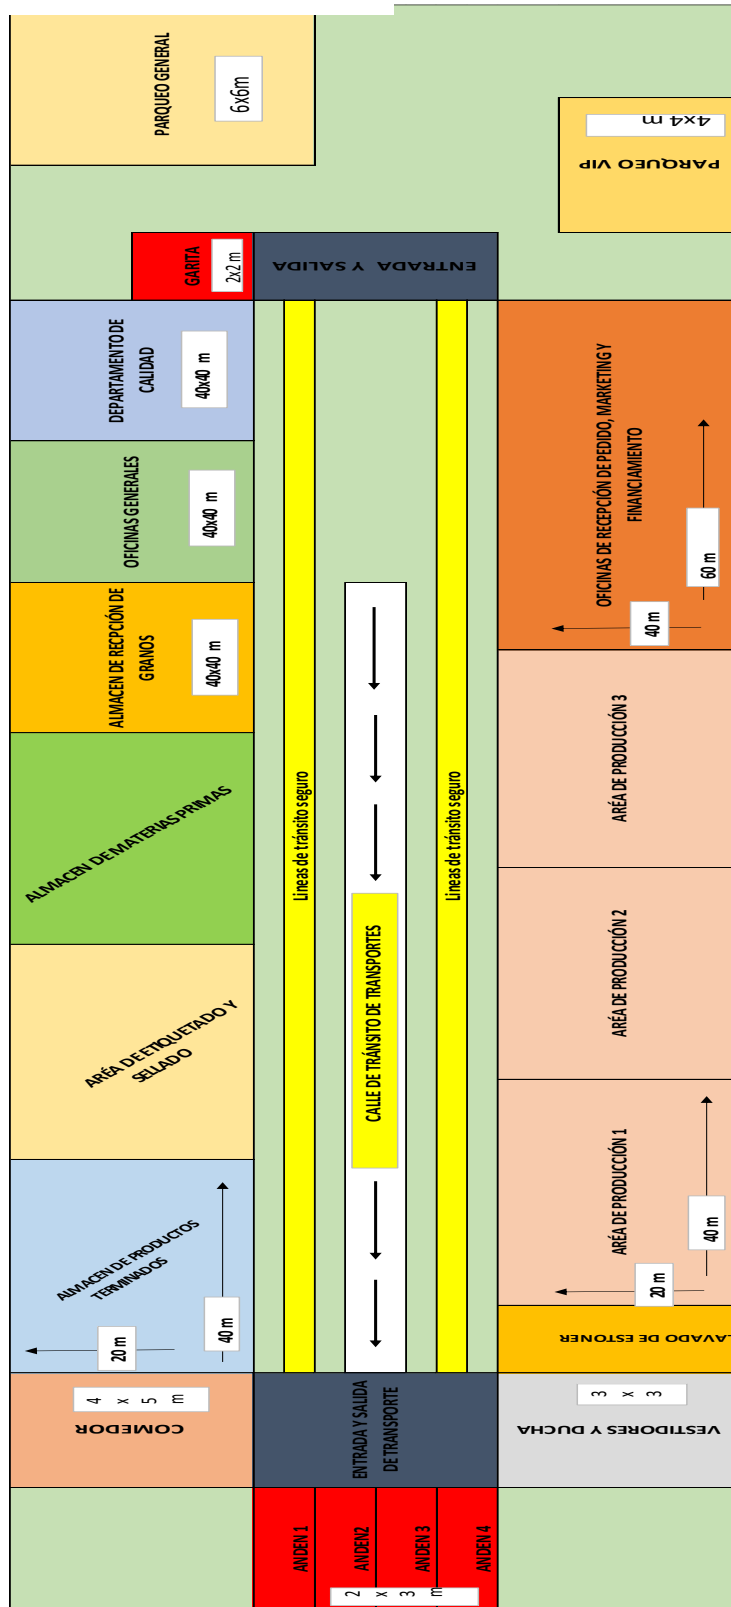 PARQUEO GENERAL
6x6m
4x4 m
PARQUEO VIP
GARITA
2x2 m
ENTRADA Y SALIDA
DEPARTAMENTO DE
CALIDAD
40x40 m
OFICINAS GENERALES
40x40 m
ALMACEN DE RECPCIÓN DE
GRANOS
40x40 m
OFICINAS DE RECEPCIÓN DE PEDIDO, MARKETING Y
FINANCIAMIENTO
60 m
40 m
ALMACEN DE MATERIAS PRIMAS
Lineas de tránsito seguro
Lineas de tránsito seguro
ARÉA DE PRODUCCIÓN 3
ARÉA DE PRODUCCIÓN 2
CALLE DE TRÁNSITO DE TRANSPORTES
ARÉA DE ETIQUETADO Y
SELLADO
ALMACEN DE PRODUCTOS
TERMINADOS
20 m
40 m
ARÉA DE PRODUCCIÓN 1
40 m
20 m
LAVADO DE ESTONER
4 x 5 m
COMEDOR
ENTRADA Y SALIDA
DE TRANSPORTE
3 x 3
VESTIDORES Y DUCHA
ANDEN 1
ANDEN2
ANDEN 3
ANDEN 4
2 x 3 m